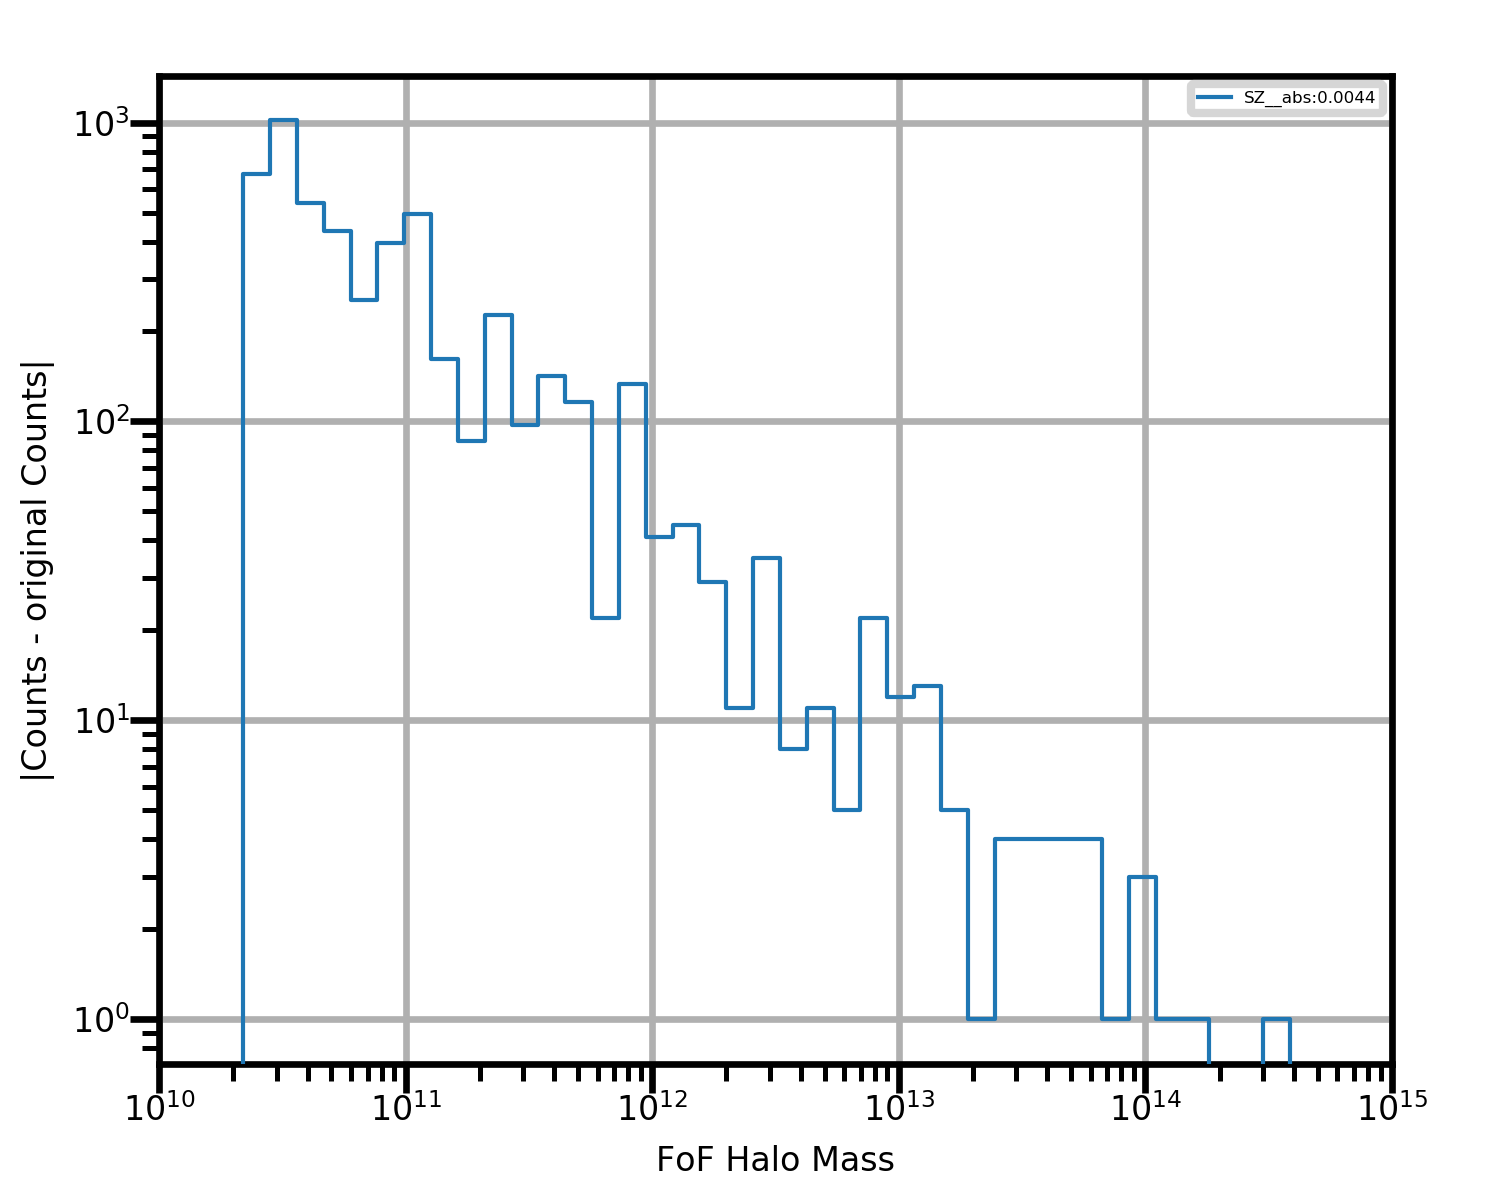 SZ__abs:0.0044
10³
10²
10¹
10⁰
|Counts - original Counts|
10¹⁰ 10¹¹ 10¹² 10¹³ 10¹⁴ 10¹⁵
FoF Halo Mass